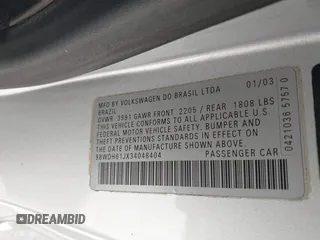 MFD BY VOLKSWAGEN DO BRASIL LTDA
BRAZIL 01/03
GVWR 3991 GAWR FRONT 2205 / REAR 1808 LBS
THIS VEHICLE CONFORMS TO ALL APPLICABLE U.S.
FEDERAL MOTOR VEHICLE SAFETY, BUMPER AND
THEFT PREVENTION STANDARDS IN EFFECT ON THE
DATE OF MANUFACTURE SHOWN ABOVE.
9BWDH61JX34048404 PASSENGER CAR
0421036 5757 0
DREAMBID